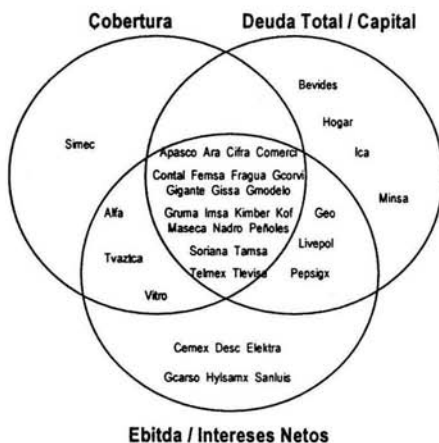 Cobertura
Deuda Total / Capital
Bevides
Hogar
Simec
Ica
Apasco Ara Cifra Comerci
Contal Femsa Fragua Gcorvi
Gigante Gissa Gmodelo
Minsa
Alfa
Gruma Imsa Kimber Kof
Maseca Nadro Peñoles
Geo
Soriana Tamsa
Livepol
Tvaztca
Telmex Tlevisa
Pepsigx
Vitro
Cemex Desc Elektra
Gcarso Hylsamx Sanluis
Ebitda / Intereses Netos